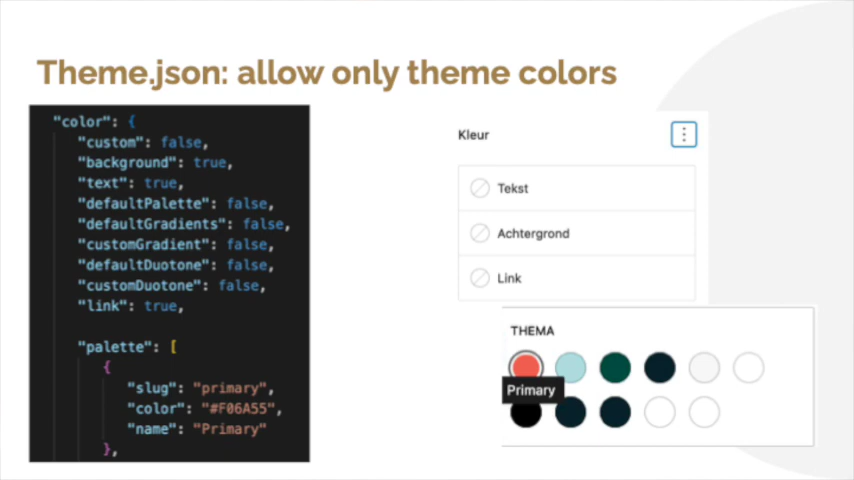 Theme.json: allow only theme colors
"color": {
"custom": false,
"background": true,
"text": true,
"defaultPalette": false,
"defaultGradients": false,
"customGradient": false,
"defaultDuotone": false,
"customDuotone": false,
"link": true,
"palette": [
{
"slug": "primary",
"color": "#F06A55",
"name": "Primary"
},
Kleur
Tekst
Achtergrond
Link
THEMA
Primary